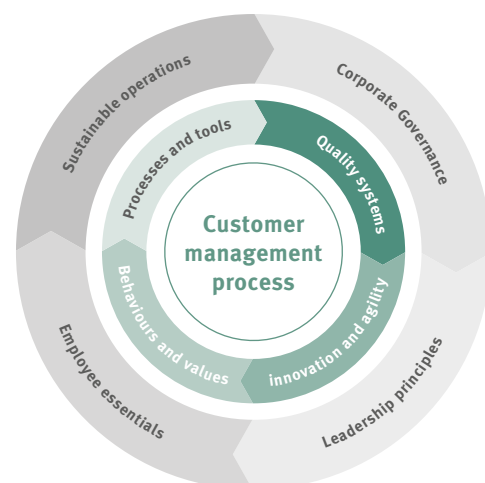 Sustainable operations
Corporate Governance
Processes and tools
Quality systems
Customer
management
process
Behaviours and values
innovation and agility
Employee essentials
Leadership principles